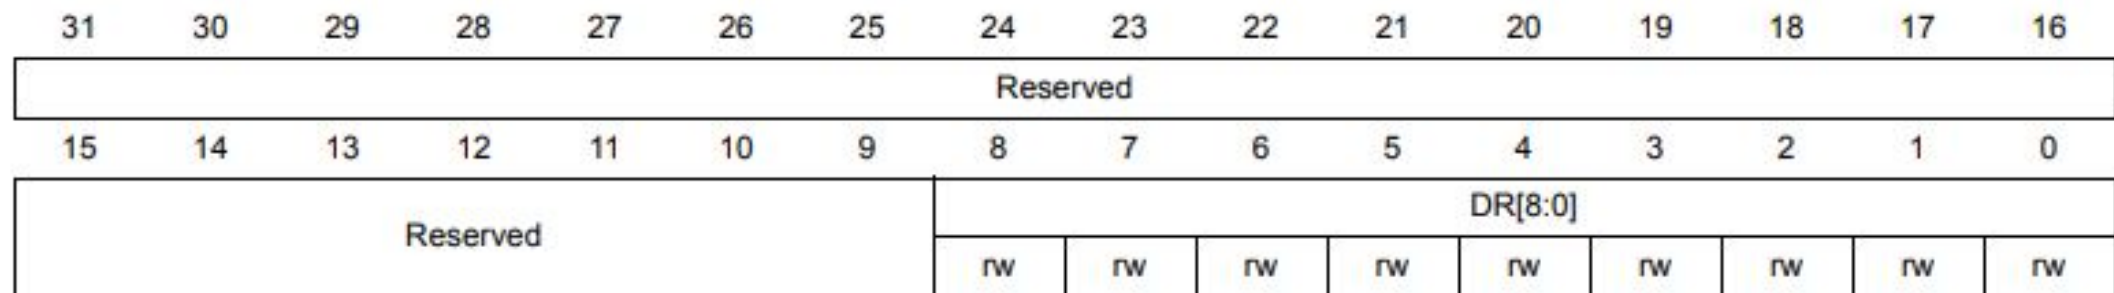 31 30 29 28 27 26 25 24 23 22 21 20 19 18 17 16
Reserved
15 14 13 12 11 10 9 8 7 6 5 4 3 2 1 0
DR[8:0]
Reserved
rw rw rw rw rw rw rw rw rw